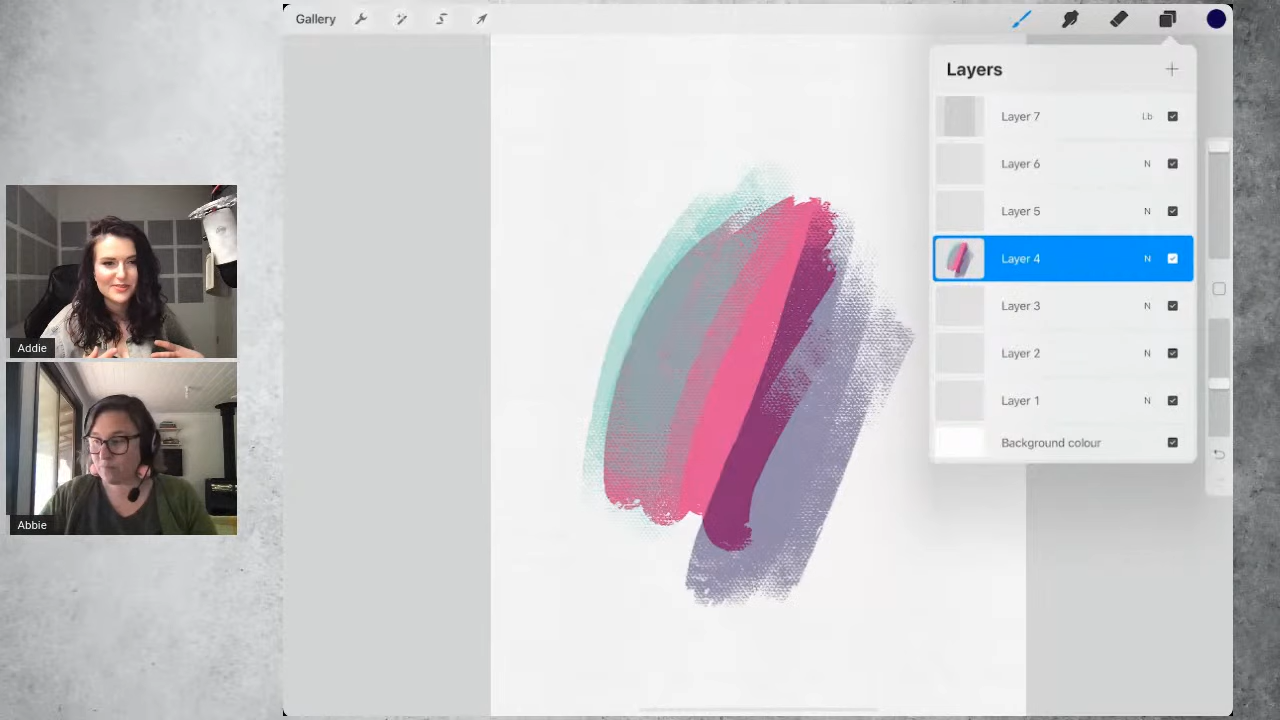 Gallery
Layers
Layer 7 Lb
Layer 6 N
Layer 5 N
Layer 4 N
Layer 3 N
Layer 2 N
Layer 1 N
Background colour
Addie
Abbie